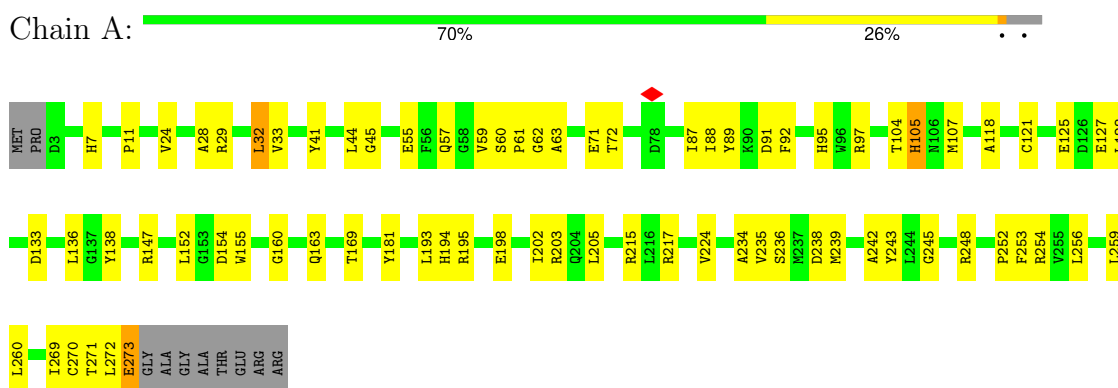 Chain A:
70% 26% • •
MET PRO D3 H7 P11 V24 A28 R29 L32 V33 Y41 L44 G45 E55 F56 Q57 G58 V59 S60 P61 G62 A63 E71 T72 D78 I87 I88 Y89 K90 D91 F92 H95 W96 R97 T104 H105 N106 M107 A118 C121 E125 D126 E127
D133 L136 G137 Y138 R147 L152 G153 D154 W155 G160 Q163 T169 Y181 L193 H194 R195 E198 I202 R203 Q204 L205 R215 L216 R217 V224 A234 V235 S236 M237 D238 M239 A242 Y243 L244 G245 R248 P252 F253 R254 V255 L256 L259
L260 I269 C270 T271 L272 E273 GLY ALA GLY ALA THR GLU ARG ARG